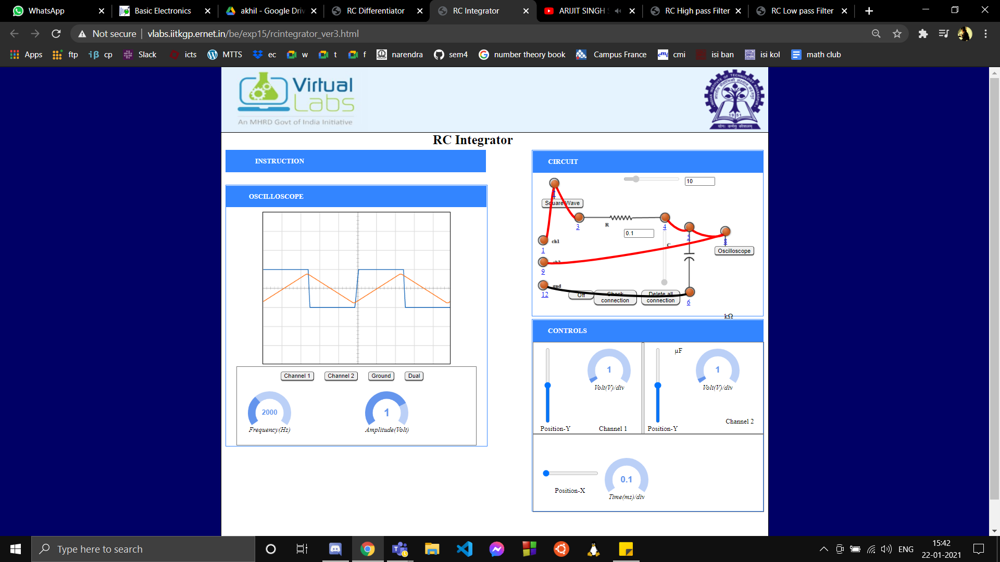 WhatsApp
Basic Electronics
akhil - Google Driv
RC Differentiator
RC Integrator
ARIJIT SINGH S
RC High pass Filter
RC Low pass Filter
Not secure
vlabs.iitkgp.ernet.in/be/exp15/rcintegrator_ver3.html
Apps
ftp
iβ cp
Slack
icts
MTTS
ec
w
t
f
narendra
sem4
number theory book
Campus France
cmi cmi
isi ban
isi kol
math club
Virtual
Labs
An MHRD Govt of India Initiative
1951
RC Integrator
INSTRUCTION
OSCILLOSCOPE
Channel 1
Channel 2
Ground
Dual
2000
Frequency(Hz)
1
Amplitude(Volt)
CIRCUIT
10
Square Wave
3
R
4
0.1
5
C
8
Oscilloscope
ch1
1
ch2
9
gnd
12
Off
Check connection
Delete all connection
6
kΩ
CONTROLS
1
Volt(V)/div
Position-Y
Channel 1
μF
1
Volt(V)/div
Channel 2
Position-Y
Position-X
0.1
Time(ms)/div
Type here to search
ENG
15:42
22-01-2021